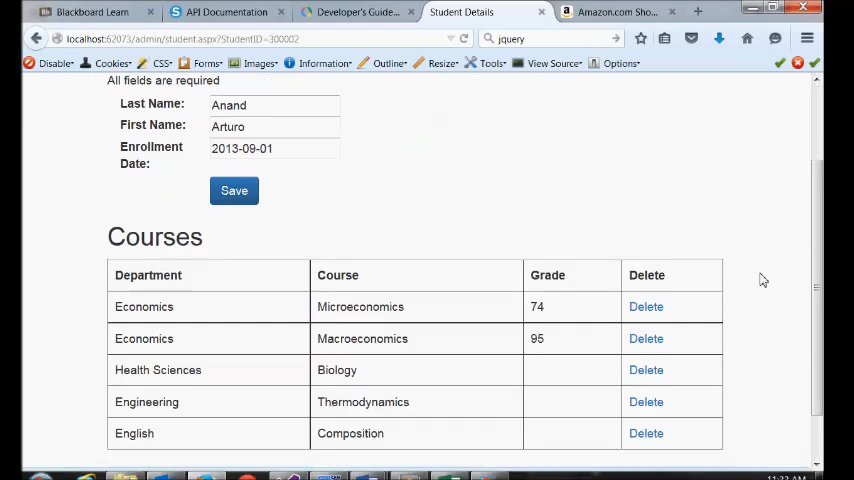 Blackboard Learn
API Documentation
Developer's Guide...
Student Details
Amazon.com Sho...
localhost:62073/admin/student.aspx?StudentID=300002
jquery
Disable
Cookies
CSS
Forms
Images
Information
Outline
Resize
Tools
View Source
Options
All fields are required
Last Name: Anand
First Name: Arturo
Enrollment 2013-09-01
Date:
Save
Courses
Department Course Grade Delete
Economics Microeconomics 74 Delete
Economics Macroeconomics 95 Delete
Health Sciences Biology Delete
Engineering Thermodynamics Delete
English Composition Delete